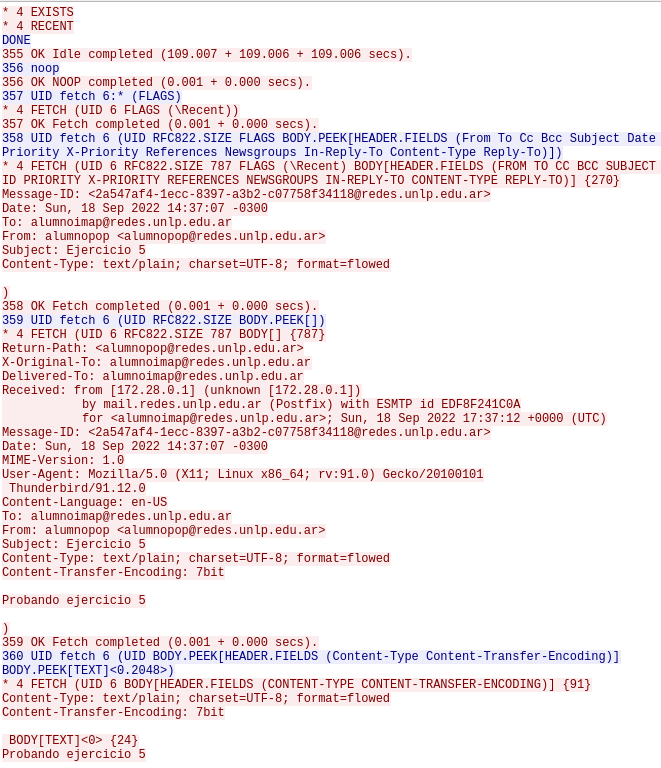 * 4 EXISTS
* 4 RECENT
DONE
355 OK Idle completed (109.007 + 109.006 + 109.006 secs).
356 noop
356 OK NOOP completed (0.001 + 0.000 secs).
357 UID fetch 6:* (FLAGS)
* 4 FETCH (UID 6 FLAGS (\Recent))
357 OK Fetch completed (0.001 + 0.000 secs).
358 UID fetch 6 (UID RFC822.SIZE FLAGS BODY.PEEK[HEADER.FIELDS (From To Cc Bcc Subject Date
Priority X-Priority References Newsgroups In-Reply-To Content-Type Reply-To)])
* 4 FETCH (UID 6 RFC822.SIZE 787 FLAGS (\Recent) BODY[HEADER.FIELDS (FROM TO CC BCC SUBJECT
ID PRIORITY X-PRIORITY REFERENCES NEWSGROUPS IN-REPLY-TO CONTENT-TYPE REPLY-TO)] {270}
Message-ID: <2a547af4-1ecc-8397-a3b2-c07758f34118@redes.unlp.edu.ar>
Date: Sun, 18 Sep 2022 14:37:07 -0300
To: alumnoimap@redes.unlp.edu.ar
From: alumnopop <alumnopop@redes.unlp.edu.ar>
Subject: Ejercicio 5
Content-Type: text/plain; charset=UTF-8; format=flowed
)
358 OK Fetch completed (0.001 + 0.000 secs).
359 UID fetch 6 (UID RFC822.SIZE BODY.PEEK[])
* 4 FETCH (UID 6 RFC822.SIZE 787 BODY[] {787}
Return-Path: <alumnopop@redes.unlp.edu.ar>
X-Original-To: alumnoimap@redes.unlp.edu.ar
Delivered-To: alumnoimap@redes.unlp.edu.ar
Received: from [172.28.0.1] (unknown [172.28.0.1])
by mail.redes.unlp.edu.ar (Postfix) with ESMTP id EDF8F241C0A
for <alumnoimap@redes.unlp.edu.ar>; Sun, 18 Sep 2022 17:37:12 +0000 (UTC)
Message-ID: <2a547af4-1ecc-8397-a3b2-c07758f34118@redes.unlp.edu.ar>
Date: Sun, 18 Sep 2022 14:37:07 -0300
MIME-Version: 1.0
User-Agent: Mozilla/5.0 (X11; Linux x86_64; rv:91.0) Gecko/20100101
Thunderbird/91.12.0
Content-Language: en-US
To: alumnoimap@redes.unlp.edu.ar
From: alumnopop <alumnopop@redes.unlp.edu.ar>
Subject: Ejercicio 5
Content-Type: text/plain; charset=UTF-8; format=flowed
Content-Transfer-Encoding: 7bit
Probando ejercicio 5
)
359 OK Fetch completed (0.001 + 0.000 secs).
360 UID fetch 6 (UID BODY.PEEK[HEADER.FIELDS (Content-Type Content-Transfer-Encoding)]
BODY.PEEK[TEXT]<0.2048>)
* 4 FETCH (UID 6 BODY[HEADER.FIELDS (CONTENT-TYPE CONTENT-TRANSFER-ENCODING)] {91}
Content-Type: text/plain; charset=UTF-8; format=flowed
Content-Transfer-Encoding: 7bit
BODY[TEXT]<0> {24}
Probando ejercicio 5